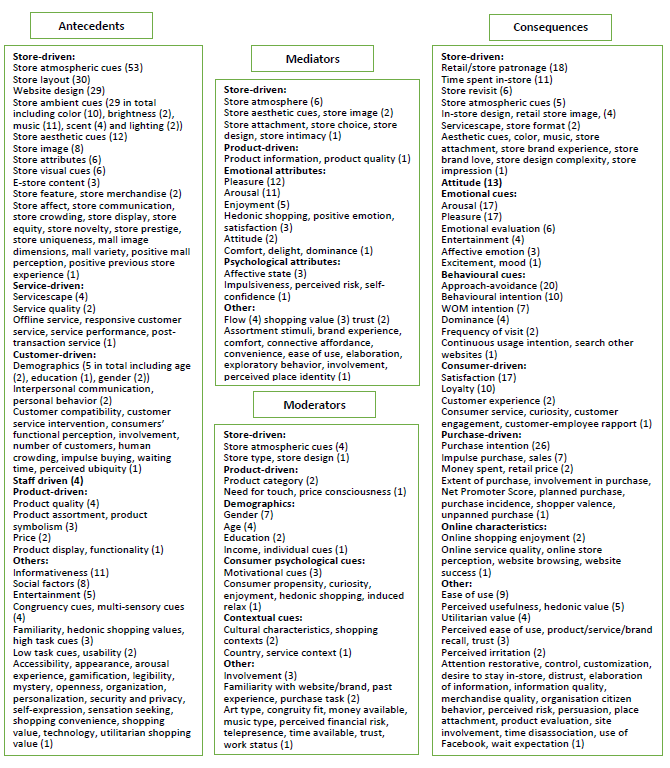 Antecedents
Store-driven:
Store atmospheric cues (53)
Store layout (30)
Website design (29)
Store ambient cues (29 in total
including color (10), brightness (2),
music (11), scent (4) and lighting (2))
Store aesthetic cues (12)
Store image (8)
Store attributes (6)
Store visual cues (6)
E-store content (3)
Store feature, store merchandise (2)
Store affect, store communication,
store crowding, store display, store
equity, store novelty, store prestige,
store uniqueness, mall image
dimensions, mall variety, positive mall
perception, positive previous store
experience (1)
Service-driven:
Servicescape (4)
Service quality (2)
Offline service, responsive customer
service, service performance, post-
transaction service (1)
Customer-driven:
Demographics (5 in total including age
(2), education (1), gender (2))
Interpersonal communication,
personal behavior (2)
Customer compatibility, customer
service intervention, consumers'
functional perception, involvement,
number of customers, human
crowding, impulse buying, waiting
time, perceived ubiquity (1)
Staff driven (4)
Product-driven:
Product quality (4)
Product assortment, product
symbolism (3)
Price (2)
Product display, functionality (1)
Others:
Informativeness (11)
Social factors (8)
Entertainment (5)
Congruency cues, multi-sensory cues
(4)
Familiarity, hedonic shopping values,
high task cues (3)
Low task cues, usability (2)
Accessibility, appearance, arousal
experience, gamification, legibility,
mystery, openness, organization,
personalization, security and privacy,
self-expression, sensation seeking,
shopping convenience, shopping
value, technology, utilitarian shopping
value (1)
Mediators
Store-driven:
Store atmosphere (6)
Store aesthetic cues, store image (2)
Store attachment, store choice, store
design, store intimacy (1)
Product-driven:
Product information, product quality (1)
Emotional attributes:
Pleasure (12)
Arousal (11)
Enjoyment (5)
Hedonic shopping, positive emotion,
satisfaction (3)
Attitude (2)
Comfort, delight, dominance (1)
Psychological attributes:
Affective state (3)
Impulsiveness, perceived risk, self-
confidence (1)
Other:
Flow (4) shopping value (3) trust (2)
Assortment stimuli, brand experience,
comfort, connective affordance,
convenience, ease of use, elaboration,
exploratory behavior, involvement,
perceived place identity (1)
Moderators
Store-driven:
Store atmospheric cues (4)
Store type, store design (1)
Product-driven:
Product category (2)
Need for touch, price consciousness (1)
Demographics:
Gender (7)
Age (4)
Education (2)
Income, individual cues (1)
Consumer psychological cues:
Motivational cues (3)
Consumer propensity, curiosity,
enjoyment, hedonic shopping, induced
relax (1)
Contextual cues:
Cultural characteristics, shopping
contexts (2)
Country, service context (1)
Other:
Involvement (3)
Familiarity with website/brand, past
experience, purchase task (2)
Art type, congruity fit, money available,
music type, perceived financial risk,
telepresence, time available, trust,
work status (1)
Consequences
Store-driven:
Retail/store patronage (18)
Time spent in-store (11)
Store revisit (6)
Store atmospheric cues (5)
In-store design, retail store image, (4)
Servicescape, store format (2)
Aesthetic cues, color, music, store
attachment, store brand experience, store
brand love, store design complexity, store
impression (1)
Attitude (13)
Emotional cues:
Arousal (17)
Pleasure (17)
Emotional evaluation (6)
Entertainment (4)
Affective emotion (3)
Excitement, mood (1)
Behavioural cues:
Approach-avoidance (20)
Behavioural intention (10)
WOM intention (7)
Dominance (4)
Frequency of visit (2)
Continuous usage intention, search other
websites (1)
Consumer-driven:
Satisfaction (17)
Loyalty (10)
Customer experience (2)
Consumer service, curiosity, customer
engagement, customer-employee rapport (1)
Purchase-driven:
Purchase intention (26)
Impulse purchase, sales (7)
Money spent, retail price (2)
Extent of purchase, involvement in purchase,
Net Promoter Score, planned purchase,
purchase incidence, shopper valence,
unpanned purchase (1)
Online characteristics:
Online shopping enjoyment (2)
Online service quality, online store
perception, website browsing, website
success (1)
Other:
Ease of use (9)
Perceived usefulness, hedonic value (5)
Utilitarian value (4)
Perceived ease of use, product/service/brand
recall, trust (3)
Perceived irritation (2)
Attention restorative, control, customization,
desire to stay in-store, distrust, elaboration
of information, information quality,
merchandise quality, organisation citizen
behavior, perceived risk, persuasion, place
attachment, product evaluation, site
involvement, time disassociation, use of
Facebook, wait expectation (1)